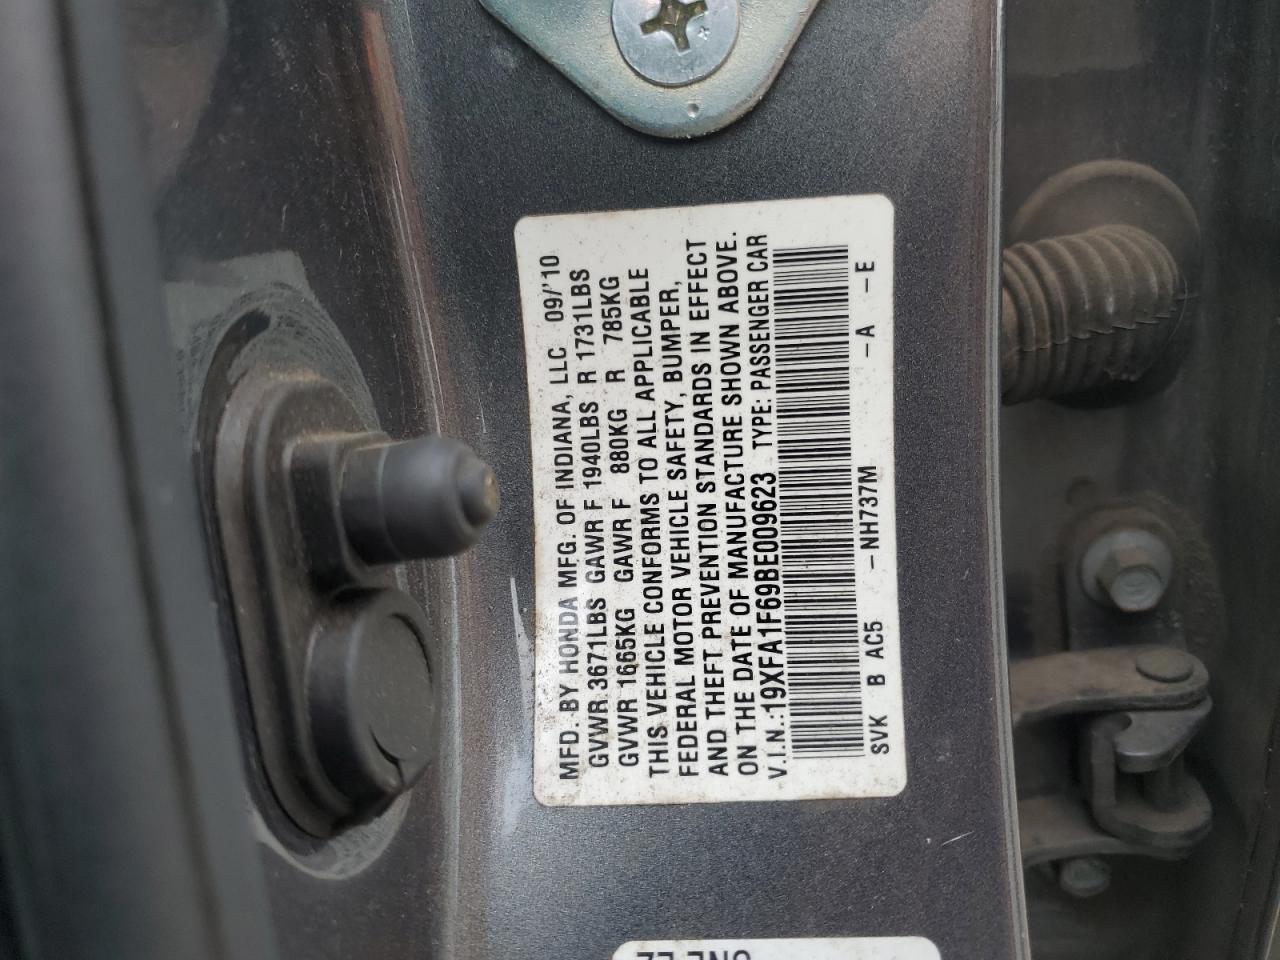 MFD. BY HONDA MFG. OF INDIANA, LLC 09/'10
GVWR 3671LBS GAWR F 1940LBS R 1731LBS
GVWR 1665KG GAWR F 880KG R 785KG
THIS VEHICLE CONFORMS TO ALL APPLICABLE
FEDERAL MOTOR VEHICLE SAFETY, BUMPER,
AND THEFT PREVENTION STANDARDS IN EFFECT
ON THE DATE OF MANUFACTURE SHOWN ABOVE.
V.I.N.:19XFA1F69BE009623 TYPE: PASSENGER CAR
SVK B AC5 -NH737M -A -E